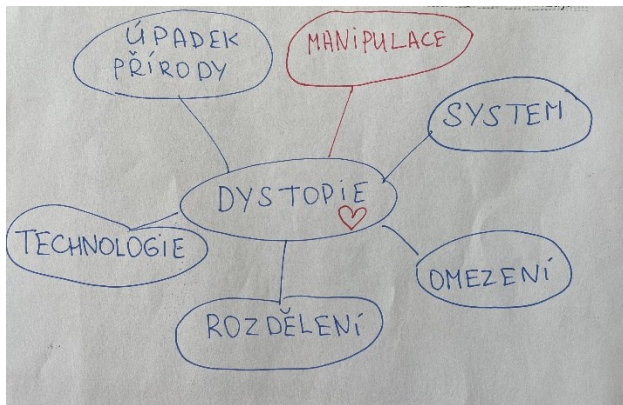 ÚPADEK
PŘÍRODY
MANIPULACE
SYSTEM
DYSTOPIE
TECHNOLOGIE
OMEZENÍ
ROZDĚLENÍ